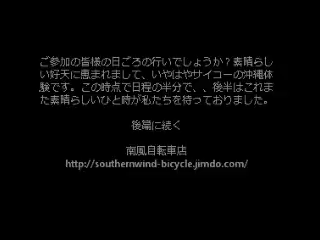 ご参加の皆様の日ごろの行いでしょうか？素晴らし
い好天に恵まれまして、いやはやサイコーの沖縄体
験です。この時点で日程の半分で、、後半はこれま
た素晴らしいひと時が私たちを待っておりました。
後篇に続く
南風自転車店
http://southernwind-bicycle.jimdo.com/